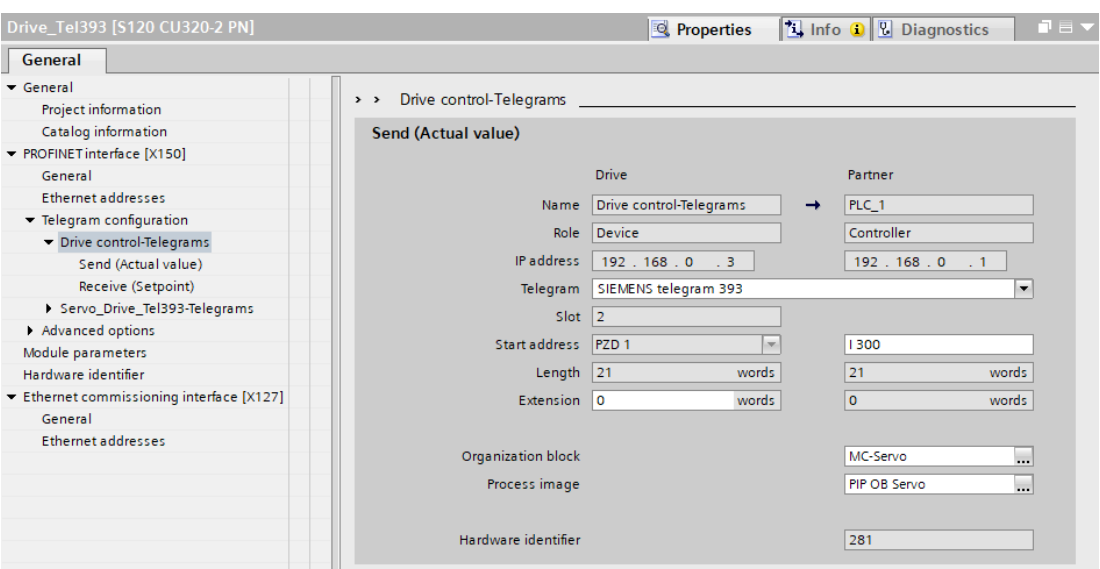 Drive_Tel393 [S120 CU320-2 PN]
Properties
Info
Diagnostics
General
General
Project information
Catalog information
PROFINET interface [X150]
General
Ethernet addresses
Telegram configuration
Drive control-Telegrams
Send (Actual value)
Receive (Setpoint)
Servo_Drive_Tel393-Telegrams
Advanced options
Module parameters
Hardware identifier
Ethernet commissioning interface [X127]
General
Ethernet addresses
> > Drive control-Telegrams
Send (Actual value)
Drive Partner
Name Drive control-Telegrams → PLC_1
Role Device Controller
IP address 192 . 168 . 0 . 3 192 . 168 . 0 . 1
Telegram SIEMENS telegram 393
Slot 2
Start address PZD 1 I 300
Length 21 words 21 words
Extension 0 words 0 words
Organization block MC-Servo ...
Process image PIP OB Servo ...
Hardware identifier 281